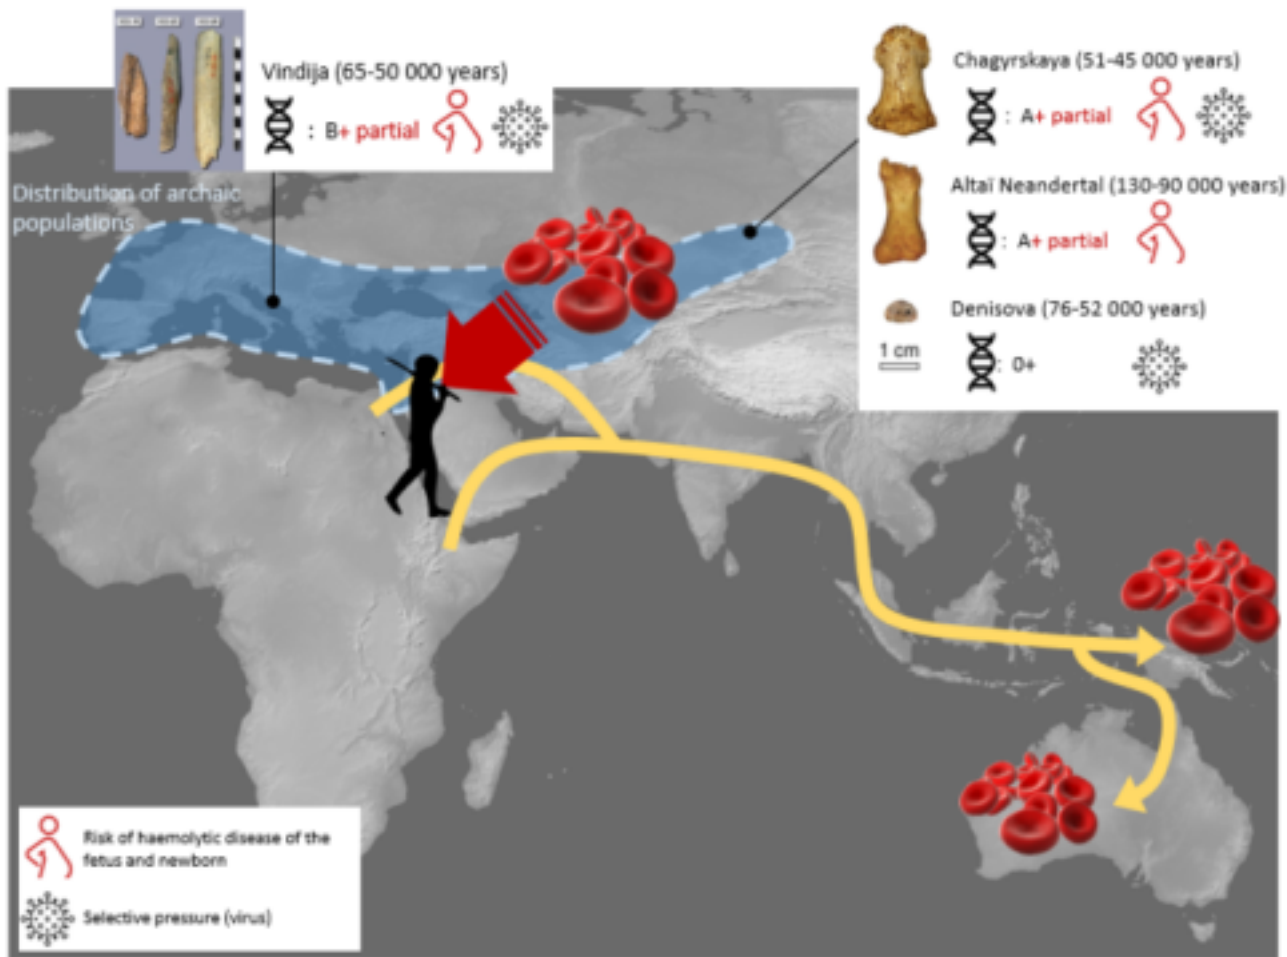 Vindija (65-50 000 years)
: B+ partial
Chagyrskaya (51-45 000 years)
: A+ partial
Altaï Neandertal (130-90 000 years)
: A+ partial
Denisova (76-52 000 years)
1 cm
: 0+
Distribution of archaic
populations
Risk of haemolytic disease of the
fetus and newborn
Selective pressure (virus)